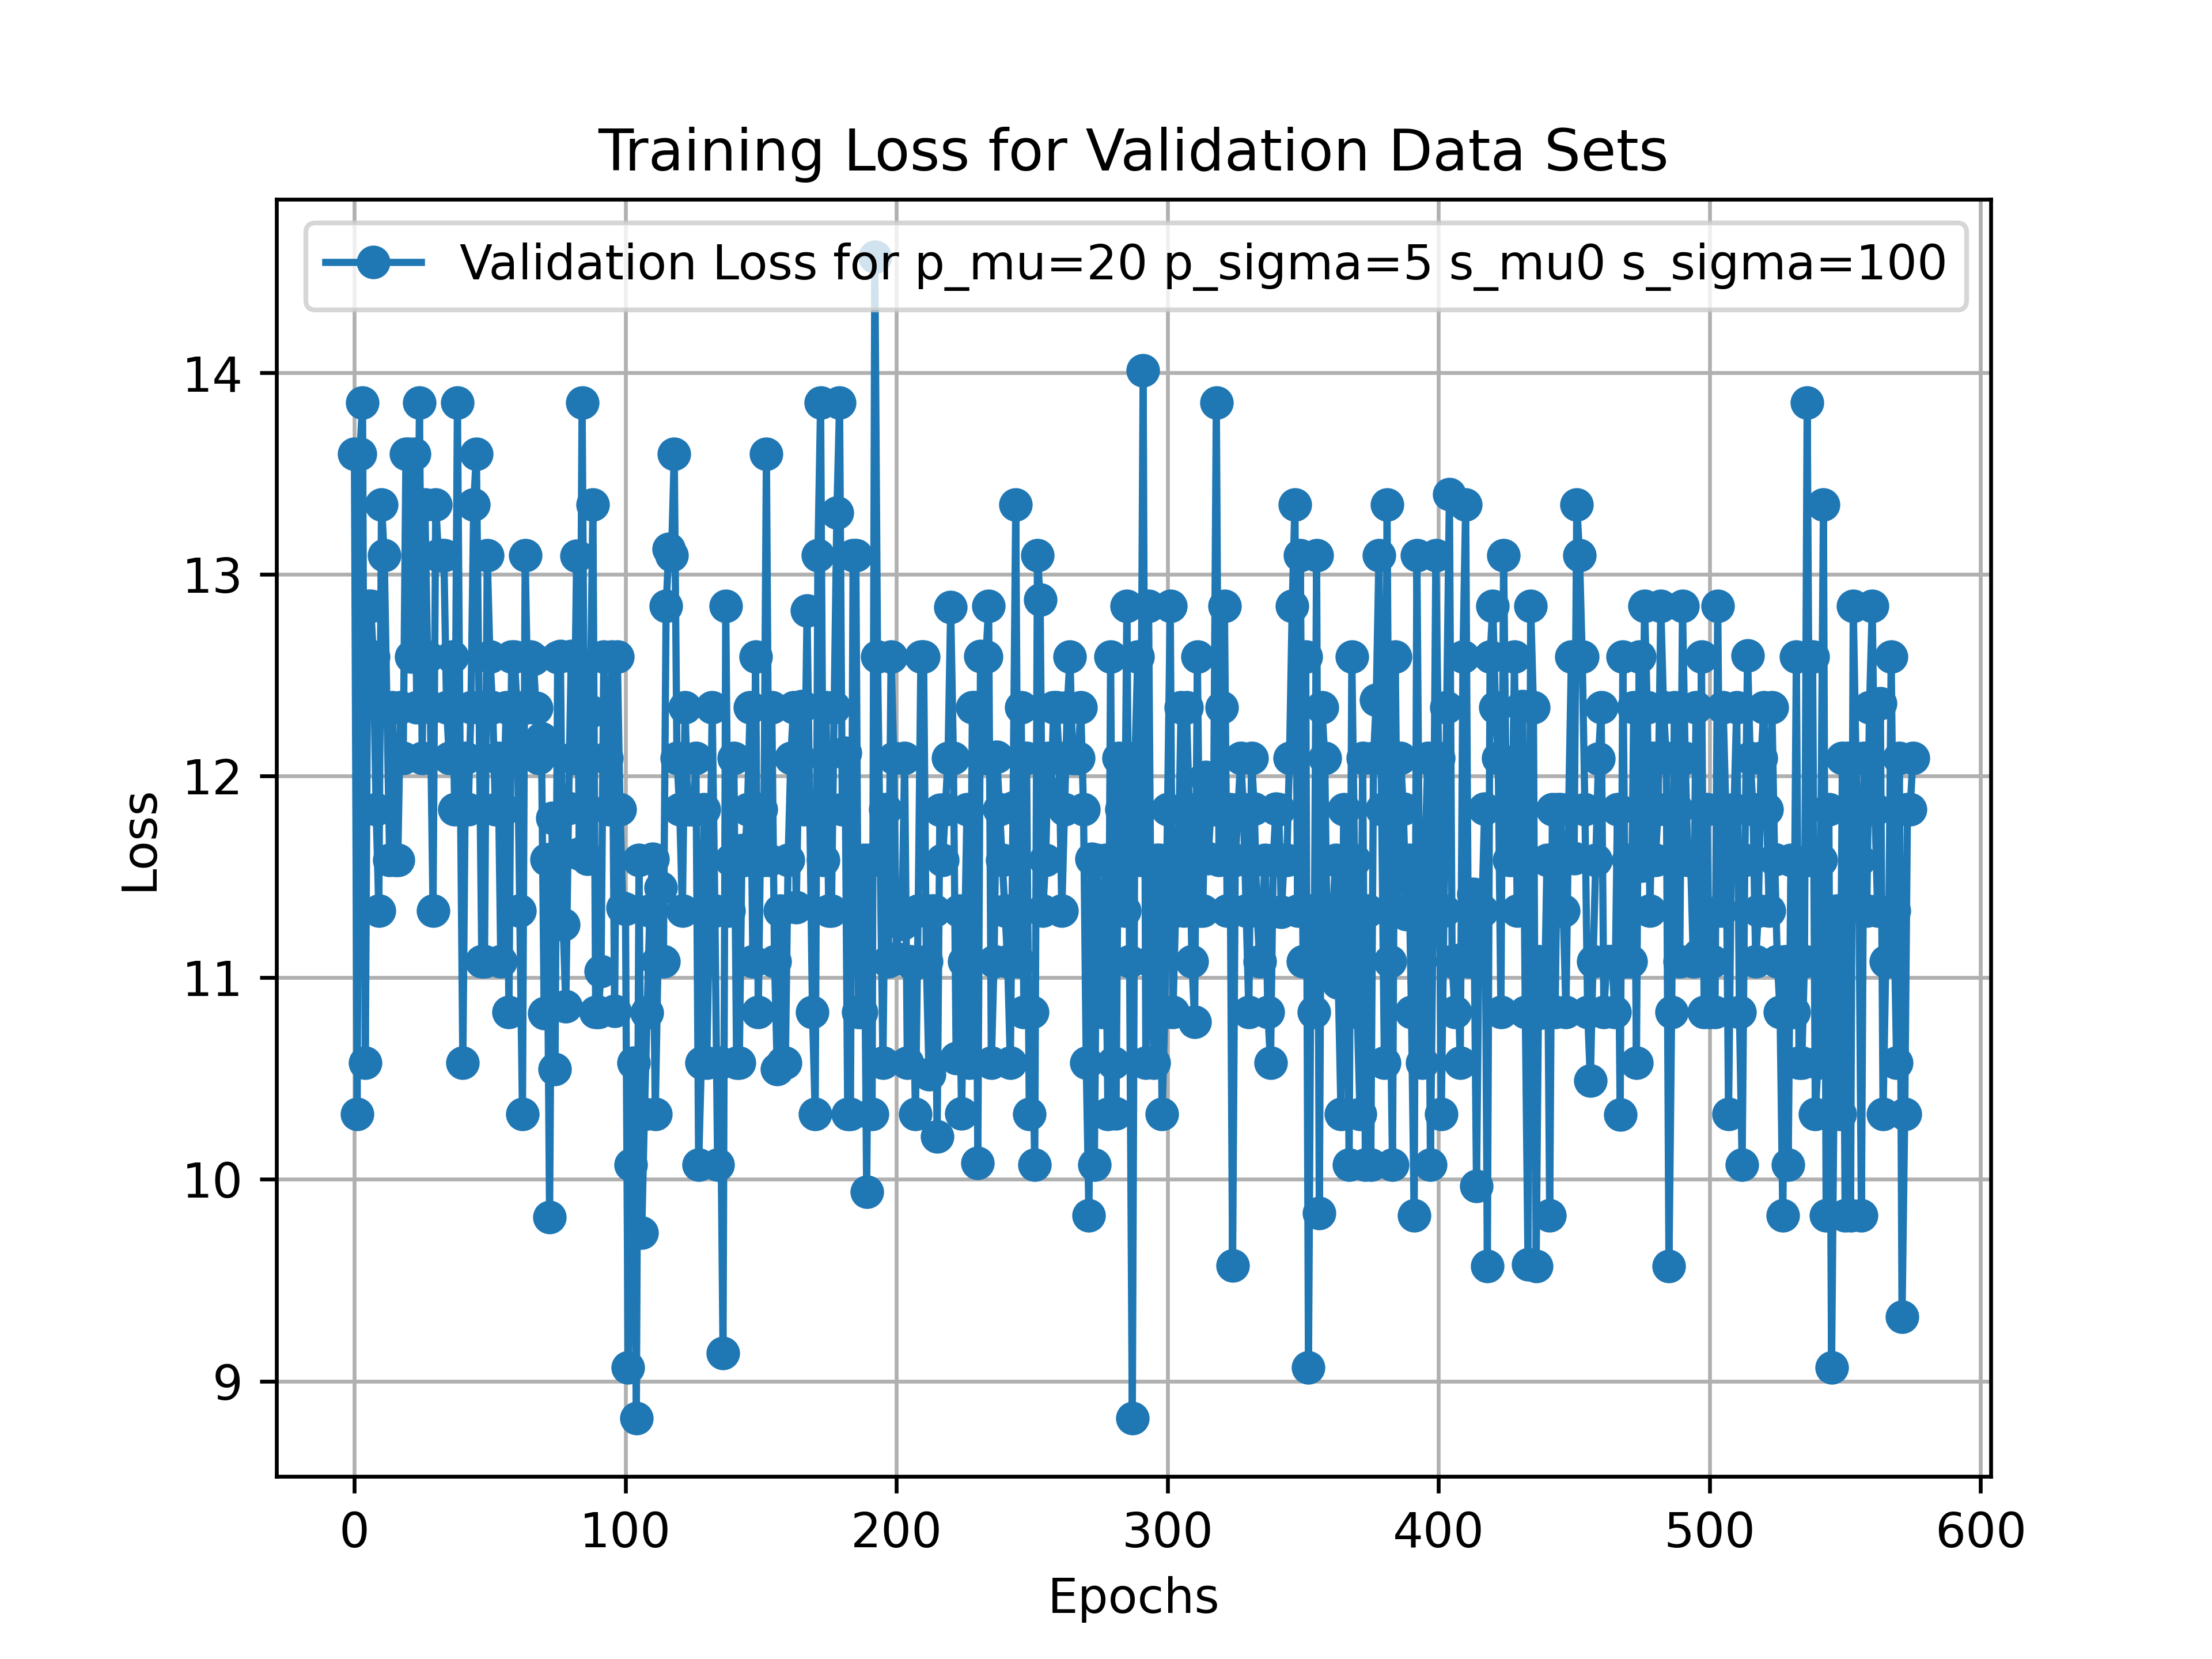 Training Loss for Validation Data Sets
Validation Loss for p_mu=20 p_sigma=5 s_mu0 s_sigma=100
14
13
12
11
10
9
Loss
0 100 200 300 400 500 600
Epochs